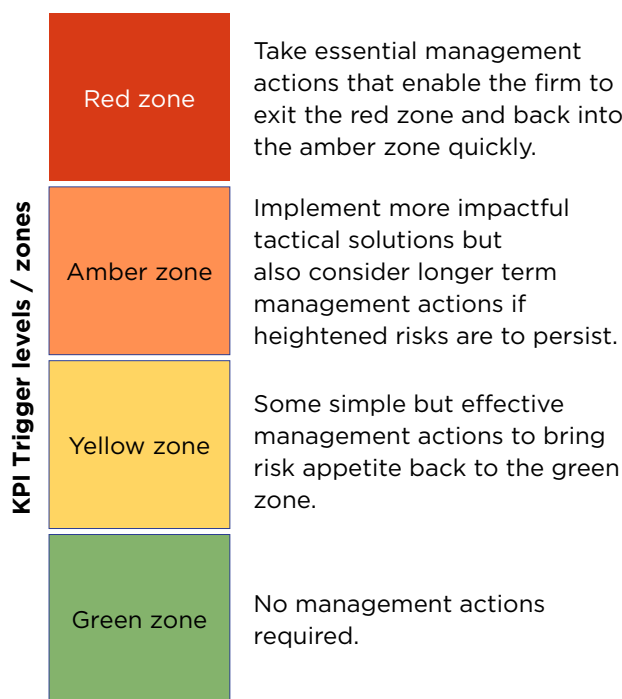 KPI Trigger levels / zones
Red zone
Take essential management
actions that enable the firm to
exit the red zone and back into
the amber zone quickly.
Amber zone
Implement more impactful
tactical solutions but
also consider longer term
management actions if
heightened risks are to persist.
Yellow zone
Some simple but effective
management actions to bring
risk appetite back to the green
zone.
Green zone
No management actions
required.